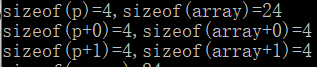 sizeof(p)=4,sizeof(array)=24
sizeof(p+0)=4,sizeof(array+0)=4
sizeof(p+1)=4,sizeof(array+1)=4